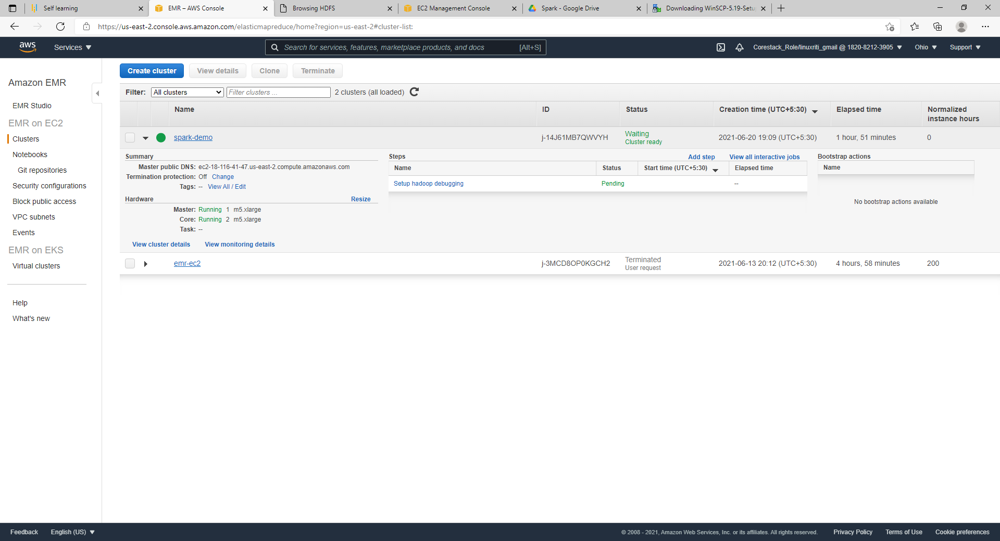 Self learning
EMR – AWS Console
Browsing HDFS
EC2 Management Console
Spark - Google Drive
Downloading WinSCP-5.19-Setu
https://us-east-2.console.aws.amazon.com/elasticmapreduce/home?region=us-east-2#cluster-list:
aws
Services
Search for services, features, marketplace products, and docs [Alt+S]
Corestack_Role/linuxriti_gmail @ 1820-8212-3905
Ohio
Support
Amazon EMR
EMR Studio
EMR on EC2
Clusters
Notebooks
Git repositories
Security configurations
Block public access
VPC subnets
Events
EMR on EKS
Virtual clusters
Help
What's new
Create cluster
View details
Clone
Terminate
Filter: All clusters Filter clusters ... 2 clusters (all loaded)
Name ID Status Creation time (UTC+5:30) Elapsed time Normalized instance hours
spark-demo j-14J61MB7QWVYH Waiting Cluster ready 2021-06-20 19:09 (UTC+5:30) 1 hour, 51 minutes 0
Summary
Master public DNS: ec2-18-116-41-47.us-east-2.compute.amazonaws.com
Termination protection: Off Change
Tags: -- View All / Edit
Hardware Resize
Master: Running 1 m5.xlarge
Core: Running 2 m5.xlarge
Task: --
View cluster details View monitoring details
Steps Add step View all interactive jobs
Name Status Start time (UTC+5:30) Elapsed time
Setup hadoop debugging Pending --
Bootstrap actions
Name
No bootstrap actions available
emr-ec2 j-3MCD8OP0KGCH2 Terminated User request 2021-06-13 20:12 (UTC+5:30) 4 hours, 58 minutes 200
Feedback English (US)
© 2008 - 2021, Amazon Web Services, Inc. or its affiliates. All rights reserved. Privacy Policy Terms of Use Cookie preferences